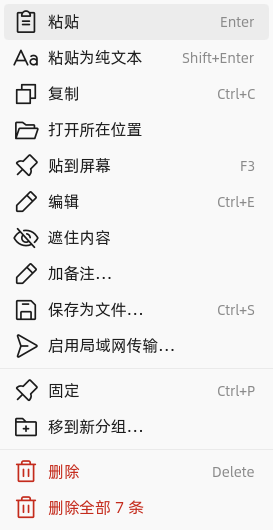 粘贴 Enter
粘贴为纯文本 Shift+Enter
复制 Ctrl+C
打开所在位置
贴到屏幕 F3
编辑 Ctrl+E
遮住内容
加备注...
保存为文件... Ctrl+S
启用局域网传输...
固定 Ctrl+P
移到新分组...
删除 Delete
删除全部 7 条